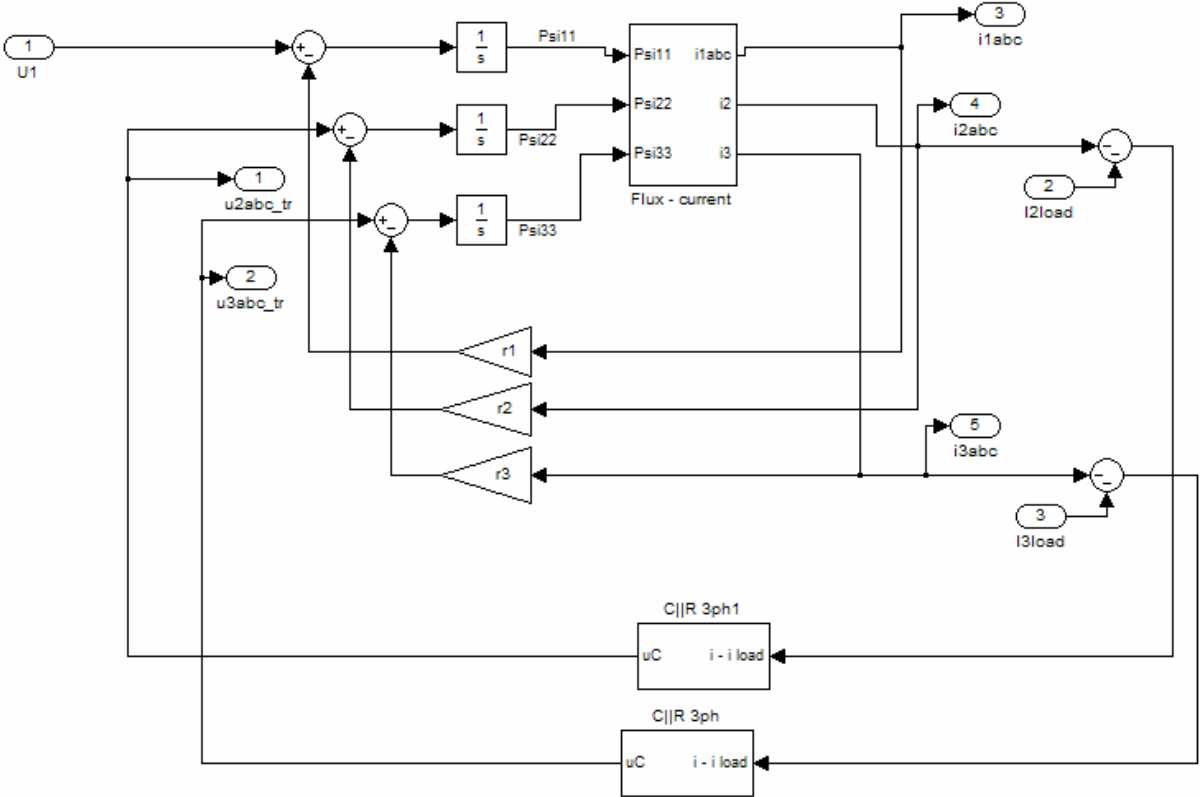 3
i1abc
1
U1
+
−
1
s
Psi11
Psi11
i1abc
4
i2abc
+
−
1
s
Psi22
Psi22
i2
−
−
2
I2load
1
u2abc_tr
+
−
1
s
Psi33
Psi33
i3
Flux - current
2
u3abc_tr
r1
r2
5
i3abc
r3
−
−
3
I3load
C||R 3ph1
uC
i - i load
C||R 3ph
uC
i - i load